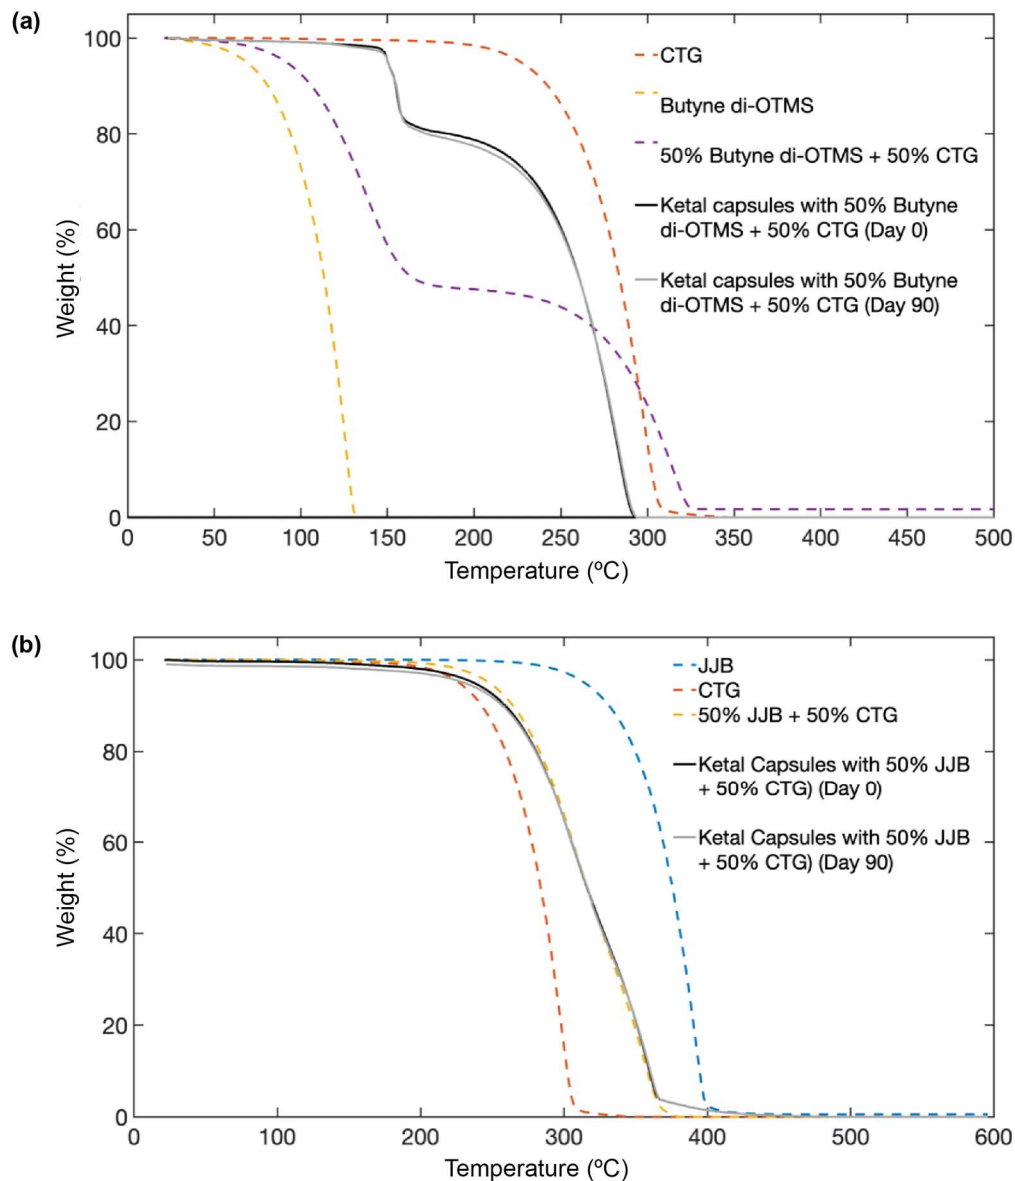 (a)
100
80
60
40
20
0
Weight (%)
CTG
Butyne di-OTMS
50% Butyne di-OTMS + 50% CTG
Ketal capsules with 50% Butyne
di-OTMS + 50% CTG (Day 0)
Ketal capsules with 50% Butyne
di-OTMS + 50% CTG (Day 90)
0 50 100 150 200 250 300 350 400 450 500
Temperature (ºC)
(b)
100
80
60
40
20
0
Weight (%)
JJB
CTG
50% JJB + 50% CTG
Ketal Capsules with 50% JJB
+ 50% CTG) (Day 0)
Ketal Capsules with 50% JJB
+ 50% CTG) (Day 90)
0 100 200 300 400 500 600
Temperature (ºC)